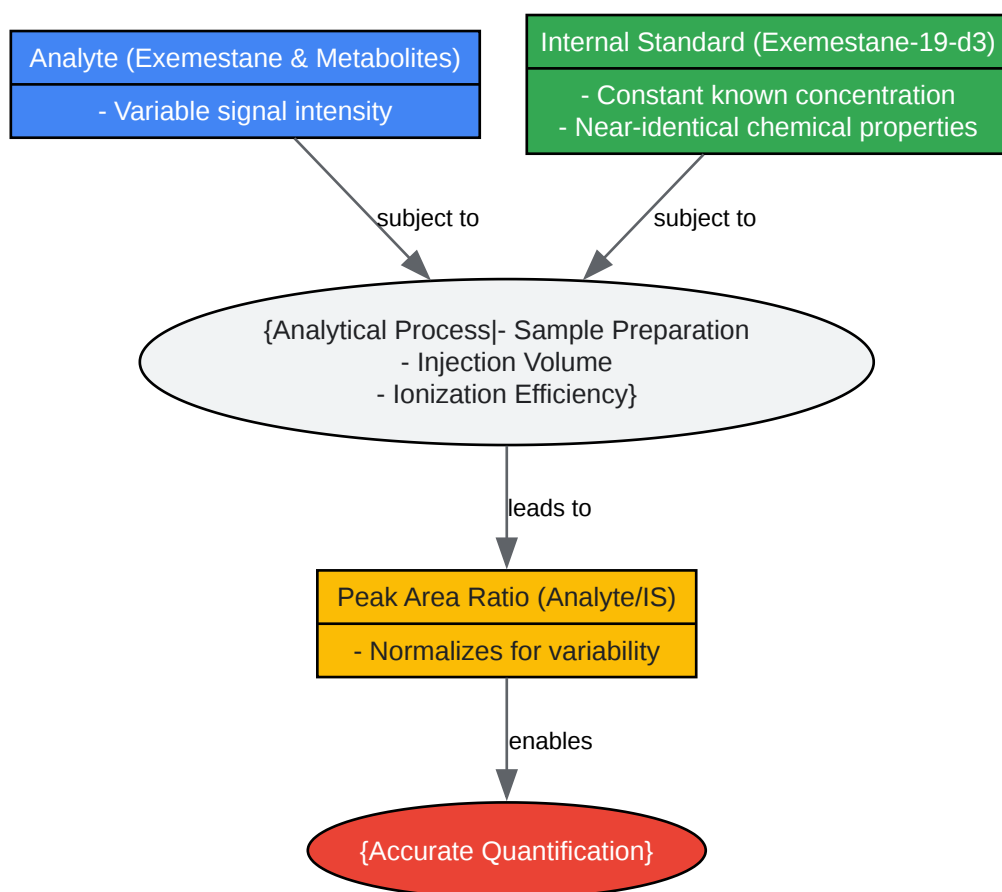 Analyte (Exemestane & Metabolites)
- Variable signal intensity
Internal Standard (Exemestane-19-d3)
- Constant known concentration
- Near-identical chemical properties
subject to
subject to
{Analytical Process|- Sample Preparation
- Injection Volume
- Ionization Efficiency}
leads to
Peak Area Ratio (Analyte/IS)
- Normalizes for variability
enables
{Accurate Quantification}